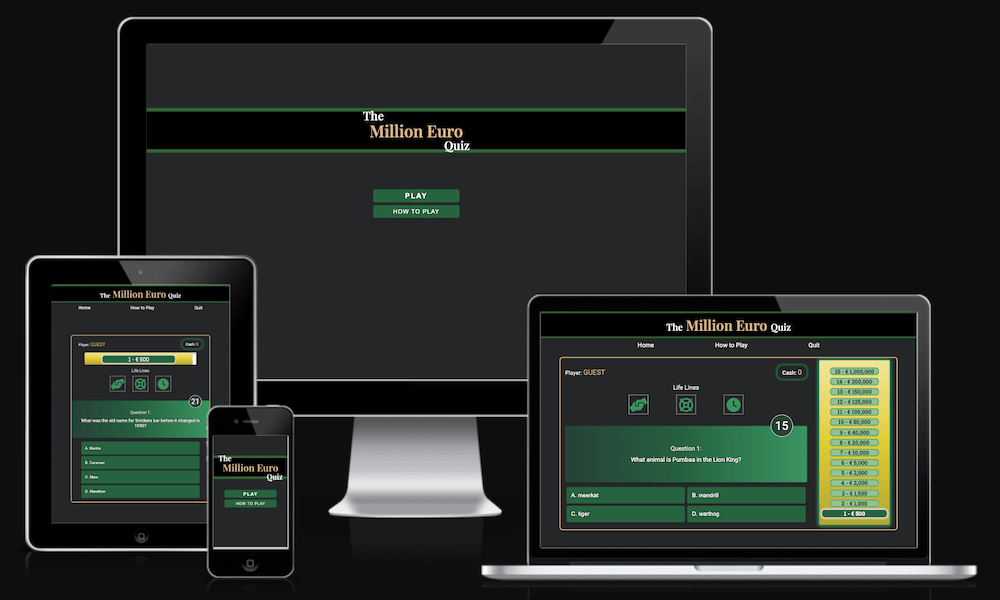 The
Million Euro
Quiz
PLAY
HOW TO PLAY
The Million Euro Quiz
Home How to Play Quit
Player: GUEST Cash: 0
1 - € 500
Life Lines
21
Question 1:
What was the old name for Snickers bar before it changed in
1990?
A. Marble
B. Caramac
C. Mars
D. Marathon
The
Million Euro
Quiz
PLAY
HOW TO PLAY
The Million Euro Quiz
Home How to Play Quit
Player: GUEST Cash: 0
Life Lines
15
Question 1:
What animal is Pumbaa in the Lion King?
A. meerkat B. mandrill
C. tiger D. warthog
15 - € 1,000,000
14 - € 200,000
13 - € 150,000
12 - € 125,000
11 - € 100,000
10 - € 80,000
9 - € 40,000
8 - € 20,000
7 - € 10,000
6 - € 5,000
5 - € 2,500
4 - € 2,000
3 - € 1,500
2 - € 1,000
1 - € 500